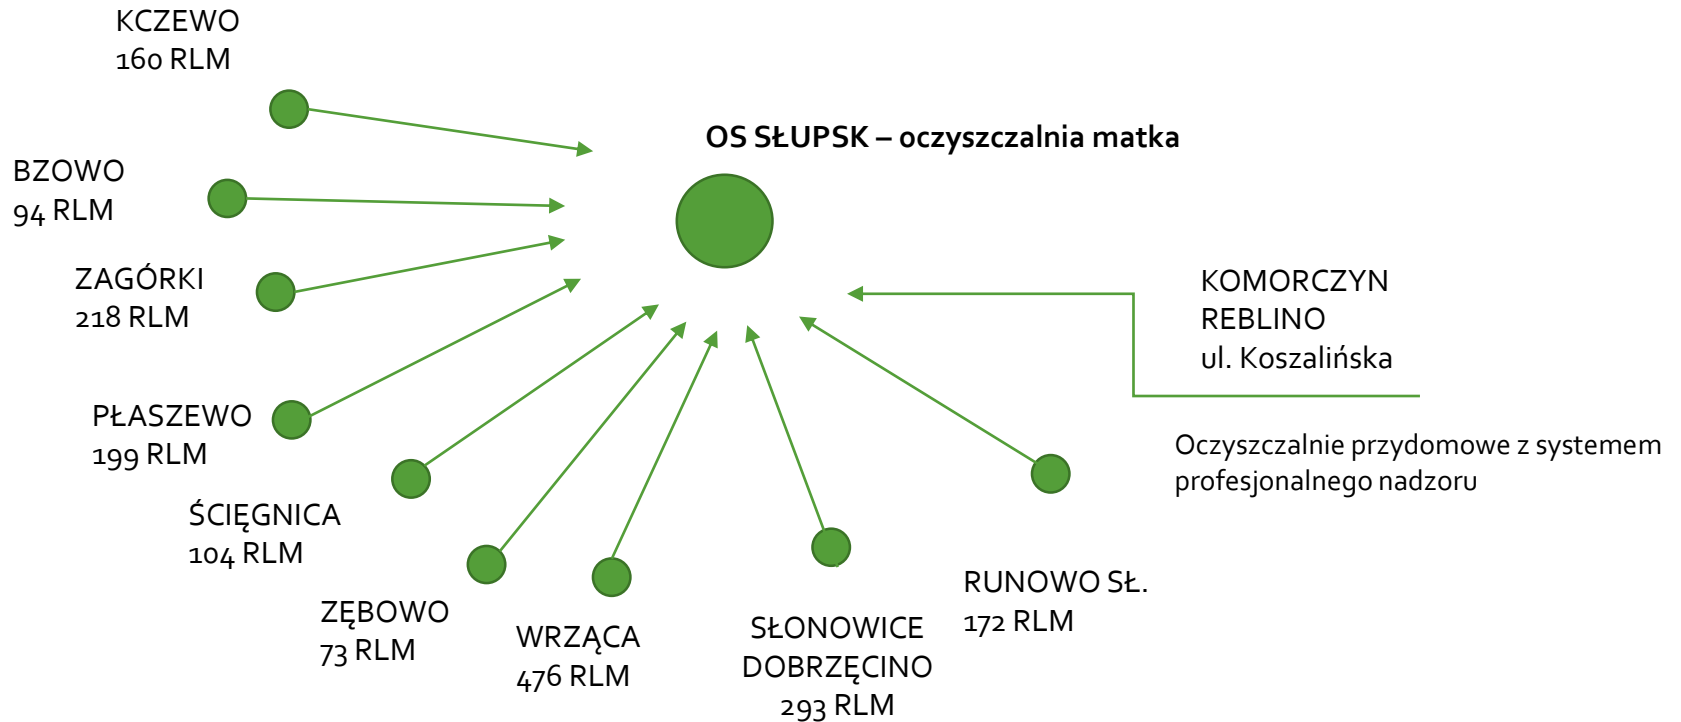 KCZEWO
160 RLM
OS SŁUPSK – oczyszczalnia matka
BZOWO
94 RLM
ZAGÓRKI
218 RLM
KOMORCZYN
REBLINO
ul. Koszalińska
PŁASZEWO
199 RLM
Oczyszczalnie przydomowe z systemem
profesjonalnego nadzoru
ŚCIĘGNICA
104 RLM
ZĘBOWO
73 RLM
WRZĄCA
476 RLM
SŁONOWICE
DOBRZĘCINO
293 RLM
RUNOWO SŁ.
172 RLM